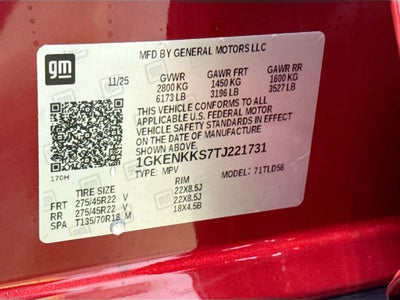 MFD BY GENERAL MOTORS LLC
gm
11/25 GVWR GAWR FRT GAWR RR
2800 KG 1450 KG 1600 KG
6173 LB 3196 LB 3527 LB
THIS VEHICLE CONFORMS TO ALL
APPLICABLE U.S. FEDERAL MOTOR
VEHICLE SAFETY STANDARDS IN EFFECT
ON THE DATE OF MANUFACTURE
1GKENKKS7TJ221731
170H TYPE: MPV MODEL: 71TLD56
TIRE SIZE RIM
FRT 275/45R22 V 22X8.5J
RR 275/45R22 V 22X8.5J
SPA T135/70R18 M 18X4.5B